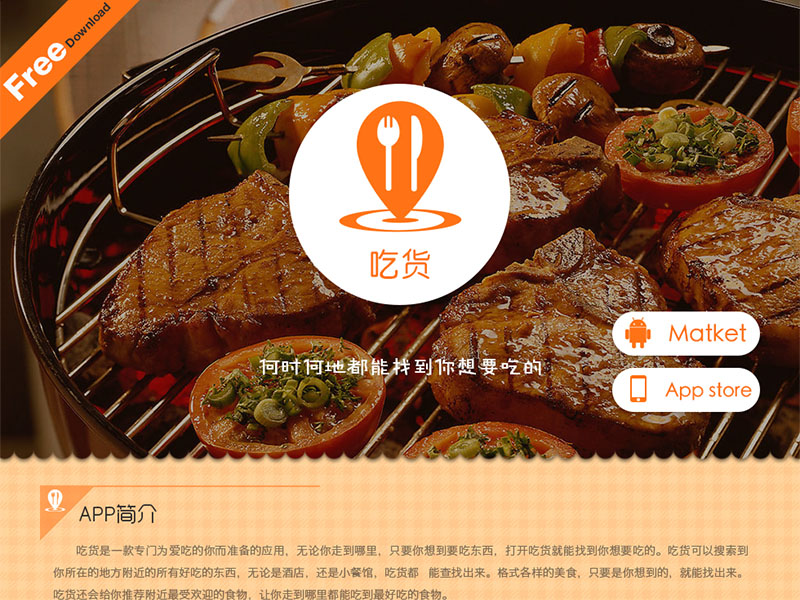 Free
Download
吃货
Matket
何时何地都能找到你想要吃的
App store
APP简介
吃货是一款专门为爱吃的你而准备的应用，无论你走到哪里，只要你想到要吃东西，打开吃货就能找到你想要吃的。吃货可以搜索到
你所在的地方附近的所有好吃的东西，无论是酒店，还是小餐馆，吃货都 能查找出来。格式各样的美食，只要是你想到的，就能找出来。
吃货还会给你推荐附近最受欢迎的食物，让你走到哪里都能吃到最好吃的食物。